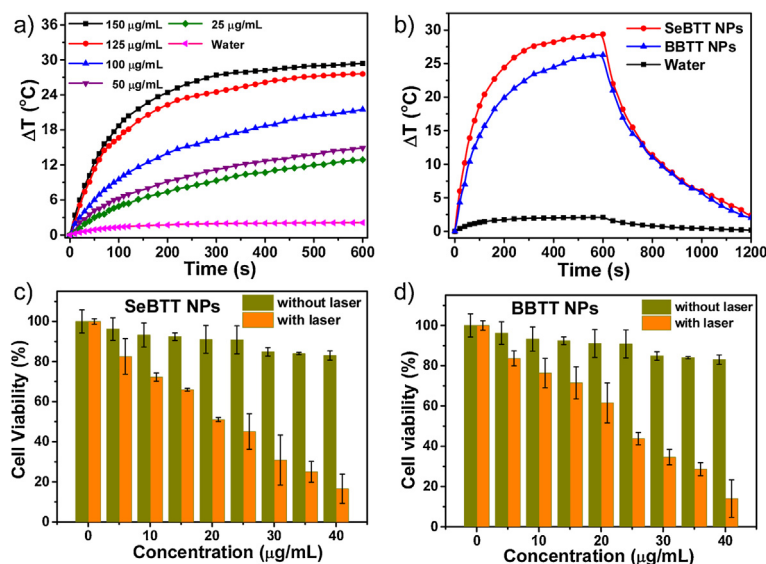 a)
150 µg/mL
125 µg/mL
100 µg/mL
50 µg/mL
25 µg/mL
Water
ΔT (°C)
36
30
24
18
12
6
0
0 100 200 300 400 500 600
Time (s)
b)
SeBTT NPs
BBTT NPs
Water
ΔT (°C)
30
25
20
15
10
5
0
0 200 400 600 800 1000 1200
Time (s)
c)
SeBTT NPs
without laser
with laser
Cell Viability (%)
100
80
60
40
20
0
0 10 20 30 40
Concentration (µg/mL)
d)
BBTT NPs
without laser
with laser
Cell viability (%)
100
80
60
40
20
0
0 10 20 30 40
Concentration (µg/mL)